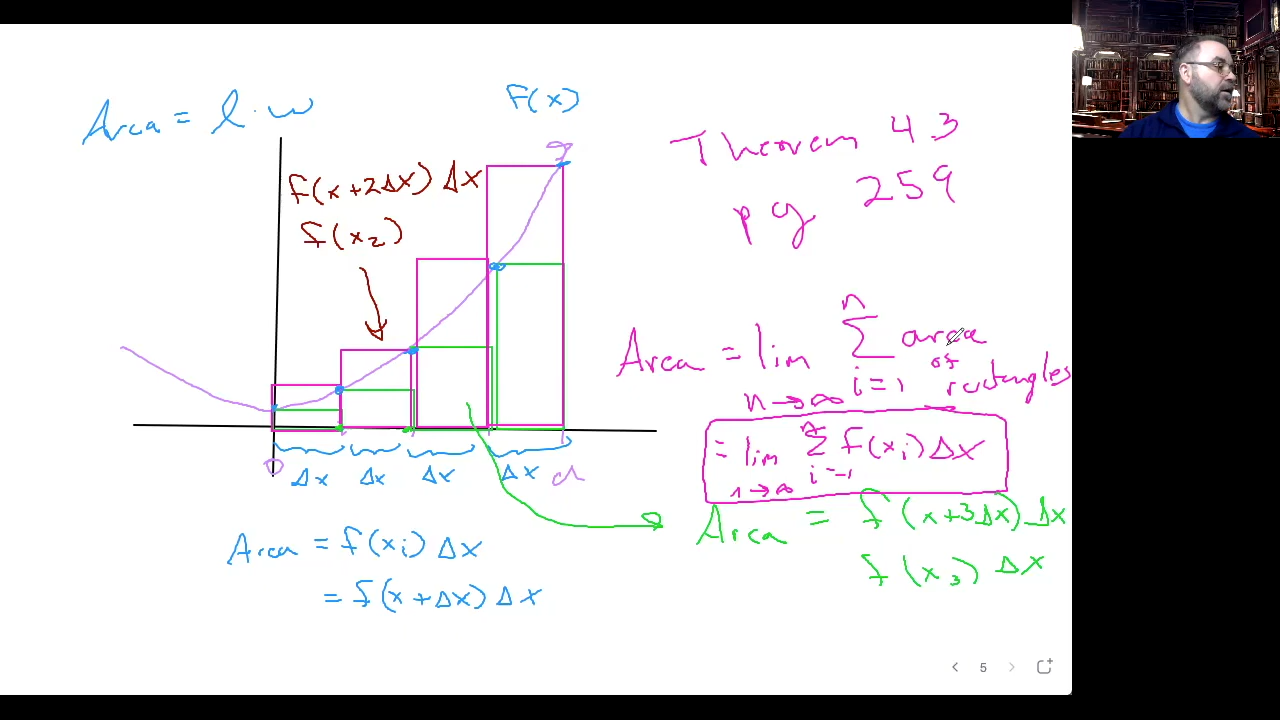 Area = l · w
F(x)
f(x+2Δx) Δx
f(x₂)
0
Δx Δx Δx Δx
Area = f(xᵢ) Δx
= f(x + Δx) Δx
Theorem 4 3
pg 259
Area = lim n→∞ n Σ i=1 area of rectangles
= lim n→∞ n Σ i=1 f(xᵢ) Δx
Area = f(x+3Δx) Δx
f(x₃) Δx
5